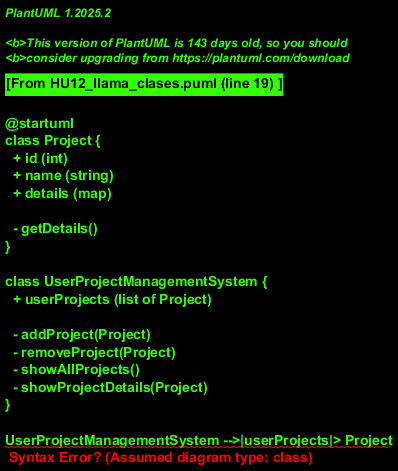 PlantUML 1.2025.2
<b>This version of PlantUML is 143 days old, so you should
<b>consider upgrading from https://plantuml.com/download
[From HU12_llama_clases.puml (line 19) ]
@startuml
class Project {
+ id (int)
+ name (string)
+ details (map)
- getDetails()
}
class UserProjectManagementSystem {
+ userProjects (list of Project)
- addProject(Project)
- removeProject(Project)
- showAllProjects()
- showProjectDetails(Project)
}
UserProjectManagementSystem -->|userProjects|> Project
Syntax Error? (Assumed diagram type: class)